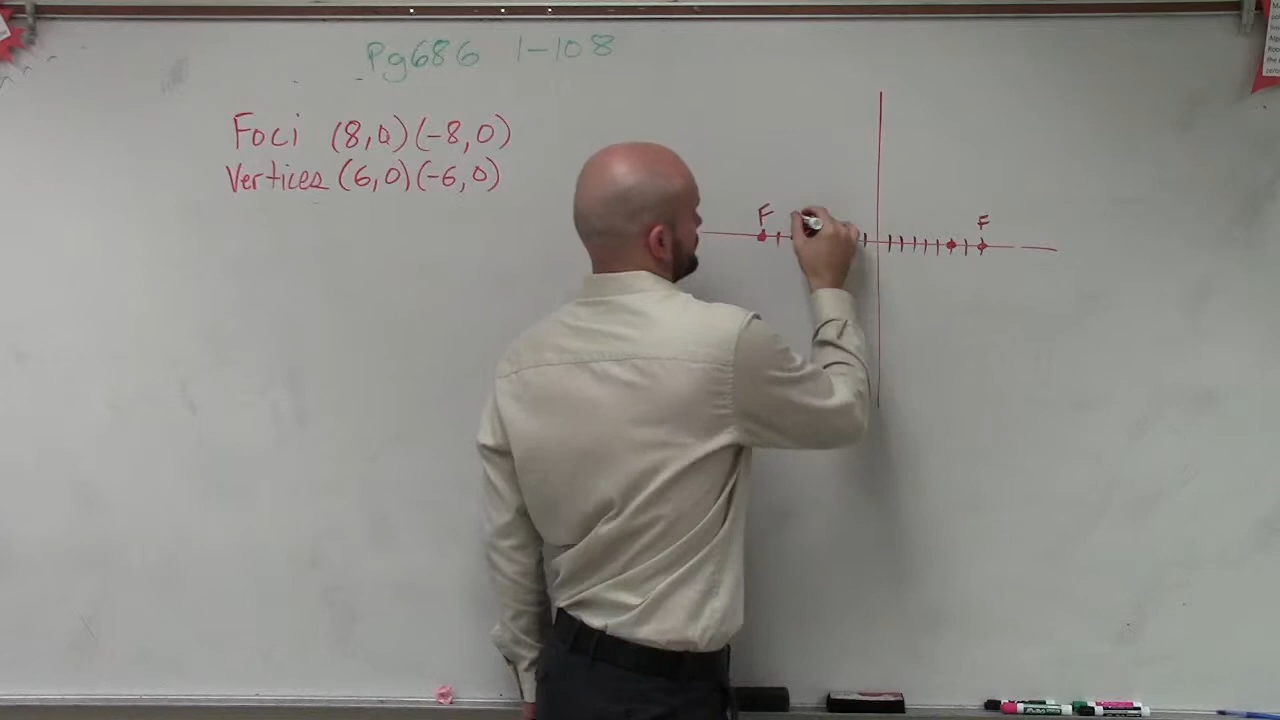 Pg686 1-108
Foci (8,0)(-8,0)
Vertices (6,0)(-6,0)
F
F